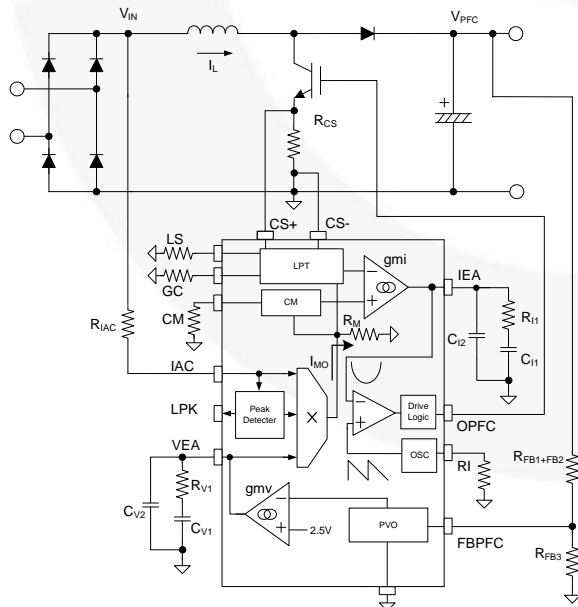 VIN
VPFC
IL
RCS
CS+
CS-
LS
LPT
gmi
IEA
GC
CM
CM
RM
RI1
CI2
CI1
RIAC
IMO
IAC
LPK
Peak
Detecter
X
Drive
Logic
OPFC
VEA
OSC
RI
RFB1+FB2
RV1
CV2
CV1
gmv
2.5V
PVO
FBPFC
RFB3